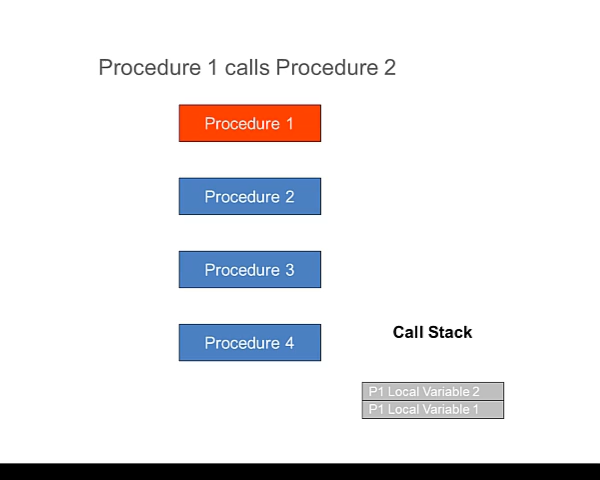 Procedure 1 calls Procedure 2
Procedure 1
Procedure 2
Procedure 3
Procedure 4
Call Stack
P1 Local Variable 2
P1 Local Variable 1